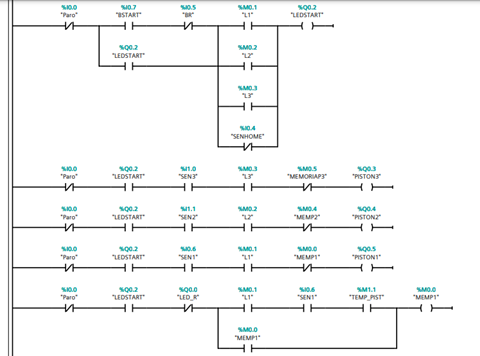 %I0.0 %I0.7 %I0.5 %M0.1 %Q0.2
"Paro" "BSTART" "BR" "L1" "LEDSTART"
%Q0.2 %M0.2
"LEDSTART" "L2"
%M0.3
"L3"
%I0.4
"SENHOME"
%I0.0 %Q0.2 %I1.0 %M0.3 %M0.5 %Q0.3
"Paro" "LEDSTART" "SEN3" "L3" "MEMORIAP3" "PISTON3"
%I0.0 %Q0.2 %I1.1 %M0.2 %M0.4 %Q0.4
"Paro" "LEDSTART" "SEN2" "L2" "MEMP2" "PISTON2"
%I0.0 %Q0.2 %I0.6 %M0.1 %M0.0 %Q0.5
"Paro" "LEDSTART" "SEN1" "L1" "MEMP1" "PISTON1"
%I0.0 %Q0.2 %Q0.0 %M0.1 %I0.6 %M1.1 %M0.0
"Paro" "LEDSTART" "LED_R" "L1" "SEN1" "TEMP_PIST" "MEMP1"
%M0.0
"MEMP1"